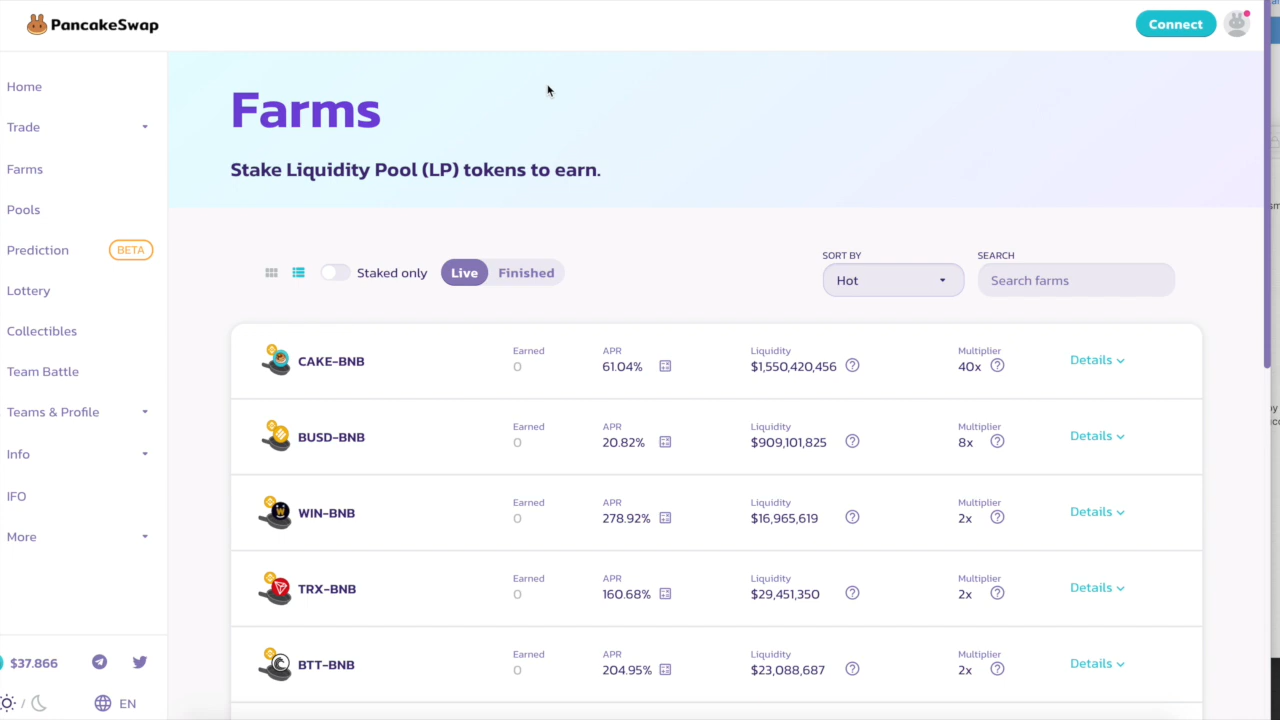 PancakeSwap
Connect
Home
Trade
Farms
Pools
Prediction BETA
Lottery
Collectibles
Team Battle
Teams & Profile
Info
IFO
More
$37.866
/
EN
Farms
Stake Liquidity Pool (LP) tokens to earn.
Staked only Live Finished
SORT BY
Hot
SEARCH
Search farms
CAKE-BNB
Earned
0
APR
61.04%
Liquidity
$1,550,420,456
Multiplier
40x
Details
BUSD-BNB
Earned
0
APR
20.82%
Liquidity
$909,101,825
Multiplier
8x
Details
WIN-BNB
Earned
0
APR
278.92%
Liquidity
$16,965,619
Multiplier
2x
Details
TRX-BNB
Earned
0
APR
160.68%
Liquidity
$29,451,350
Multiplier
2x
Details
BTT-BNB
Earned
0
APR
204.95%
Liquidity
$23,088,687
Multiplier
2x
Details